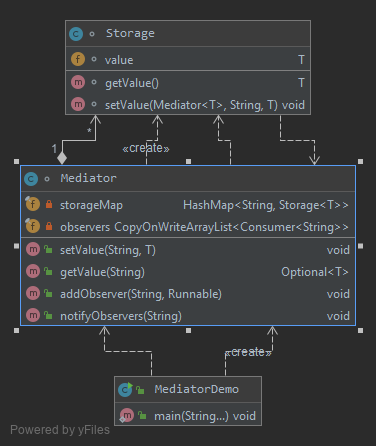 Storage
value T
getValue() T
setValue(Mediator<T>, String, T) void
*
«create»
1
Mediator
storageMap HashMap<String, Storage<T>>
observers CopyOnWriteArrayList<Consumer<String>>
setValue(String, T) void
getValue(String) Optional<T>
addObserver(String, Runnable) void
notifyObservers(String) void
«create»
MediatorDemo
main(String...) void
Powered by yFiles